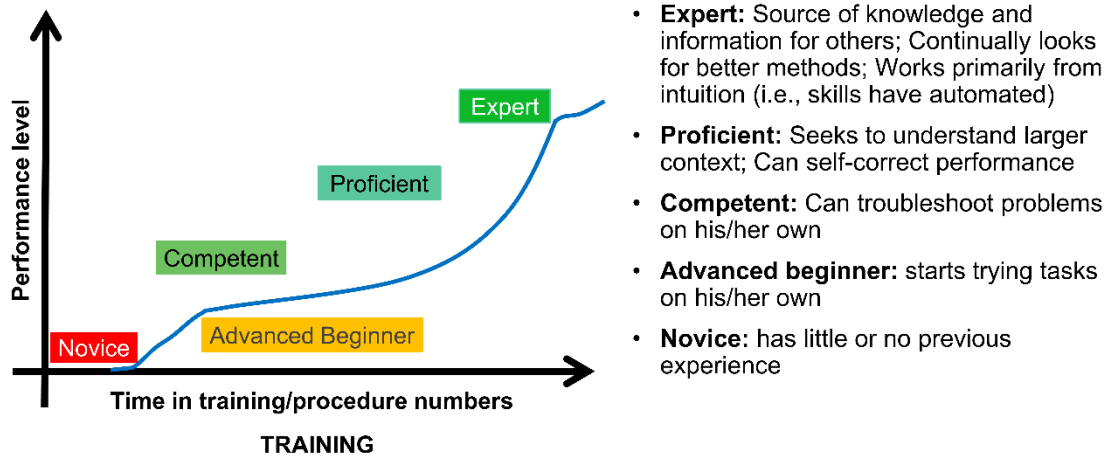 Performance level
Expert
Proficient
Competent
Advanced Beginner
Novice
Time in training/procedure numbers
TRAINING
• Expert: Source of knowledge and
information for others; Continually looks
for better methods; Works primarily from
intuition (i.e., skills have automated)
• Proficient: Seeks to understand larger
context; Can self-correct performance
• Competent: Can troubleshoot problems
on his/her own
• Advanced beginner: starts trying tasks
on his/her own
• Novice: has little or no previous
experience